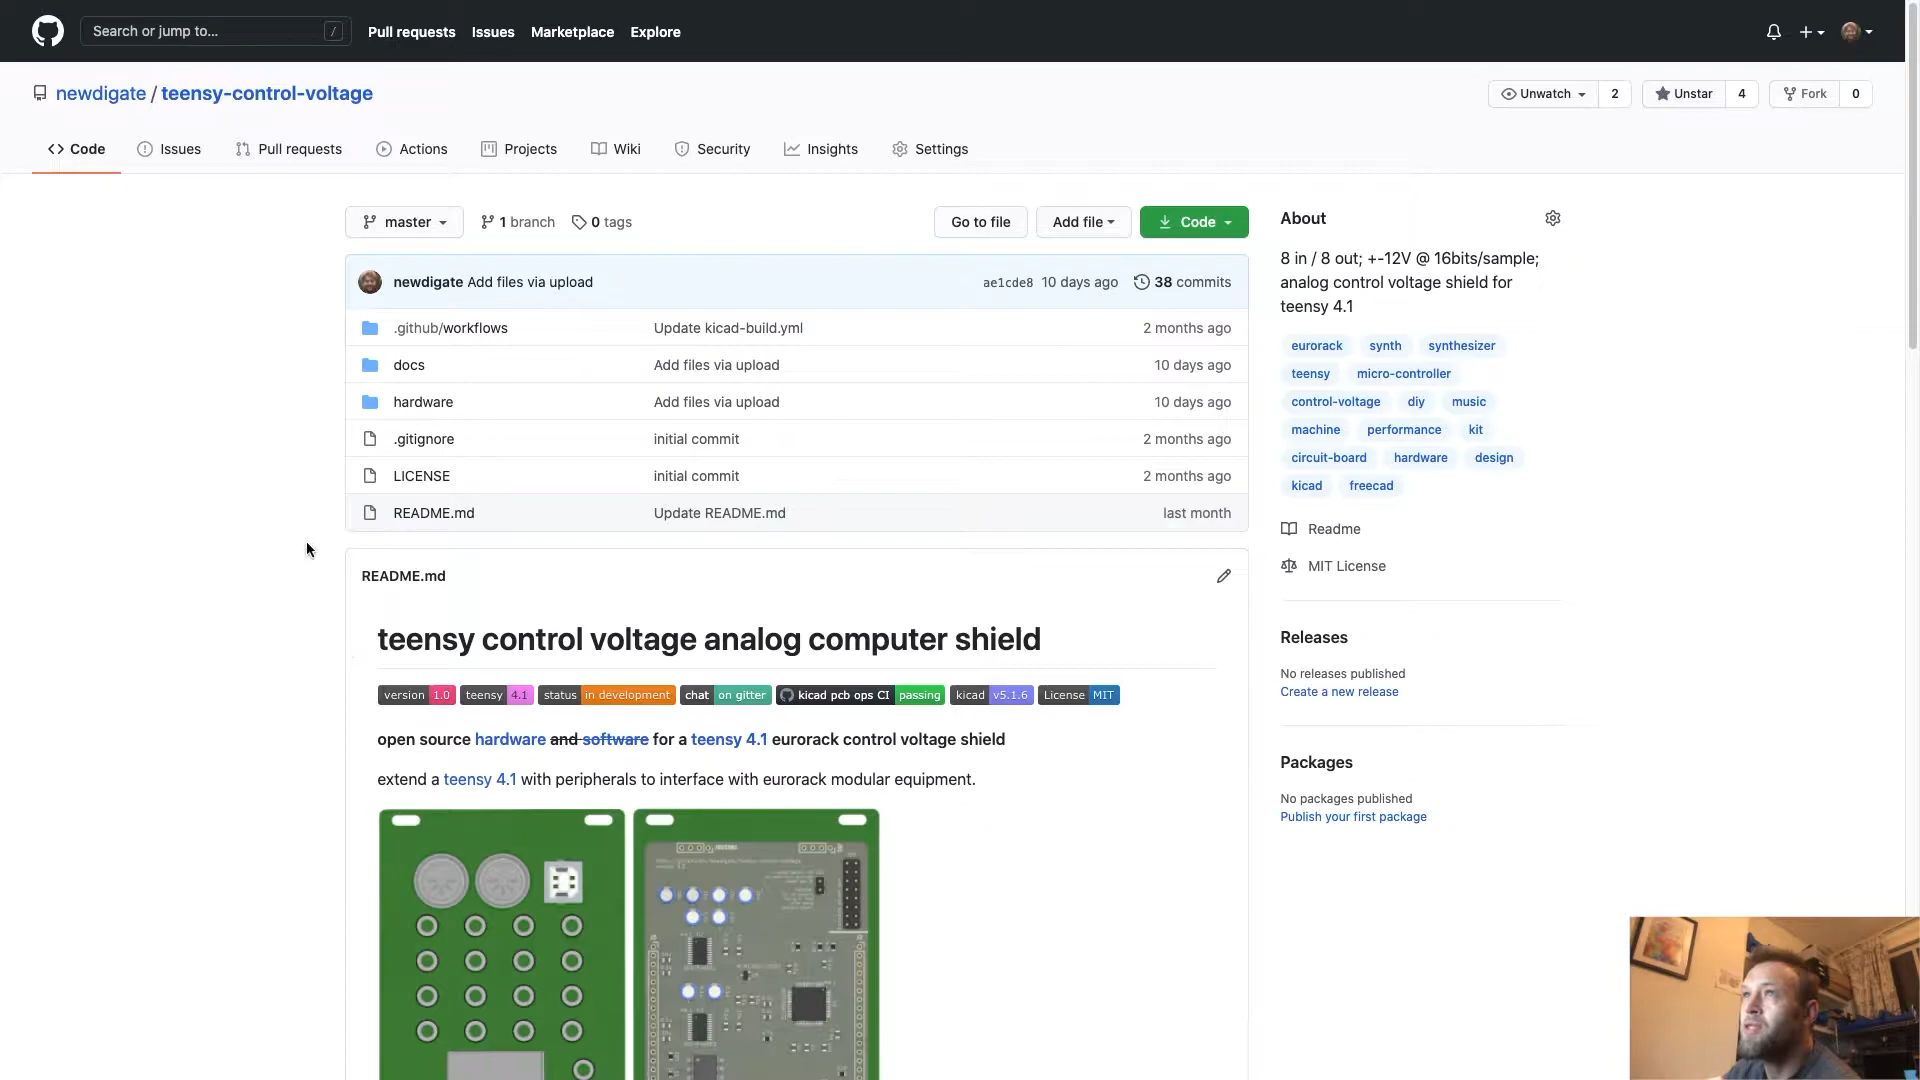 Search or jump to... / Pull requests Issues Marketplace Explore
newdigate / teensy-control-voltage Unwatch 2 Unstar 4 Fork 0
Code Issues Pull requests Actions Projects Wiki Security Insights Settings
master 1 branch 0 tags Go to file Add file Code
newdigate Add files via upload ae1cde8 10 days ago 38 commits
.github/workflows Update kicad-build.yml 2 months ago
docs Add files via upload 10 days ago
hardware Add files via upload 10 days ago
.gitignore initial commit 2 months ago
LICENSE initial commit 2 months ago
README.md Update README.md last month
README.md
teensy control voltage analog computer shield
version 1.0 teensy 4.1 status in development chat on gitter kicad pcb ops CI passing kicad v5.1.6 License MIT
open source hardware and software for a teensy 4.1 eurorack control voltage shield
extend a teensy 4.1 with peripherals to interface with eurorack modular equipment.
About
8 in / 8 out; +-12V @ 16bits/sample;
analog control voltage shield for
teensy 4.1
eurorack synth synthesizer
teensy micro-controller
control-voltage diy music
machine performance kit
circuit-board hardware design
kicad freecad
Readme
MIT License
Releases
No releases published
Create a new release
Packages
No packages published
Publish your first package